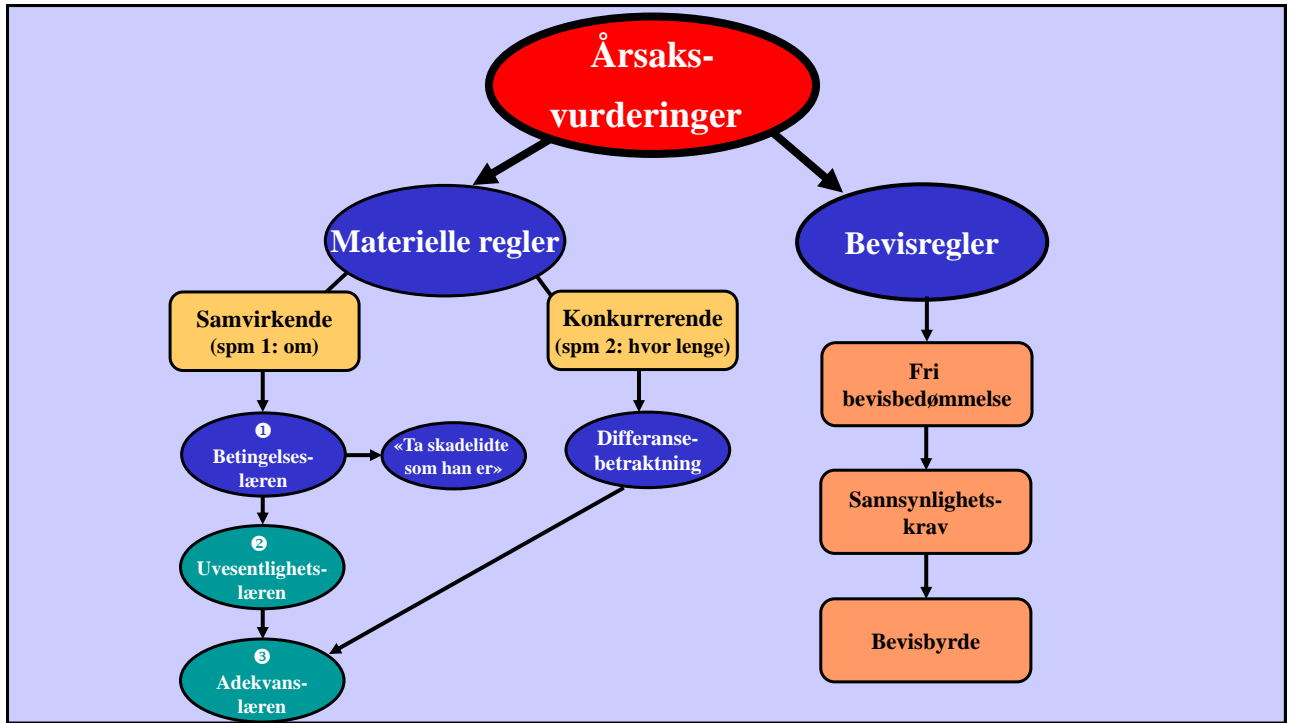 Årsaks-
vurderinger
Materielle regler
Bevisregler
Samvirkende
(spm 1: om)
Konkurrerende
(spm 2: hvor lenge)
Fri
bevisbedømmelse
❶
Betingelses-
læren
«Ta skadelidte
som han er»
Differanse-
betraktning
Sannsynlighets-
krav
❷
Uvesentlighets-
læren
Bevisbyrde
❸
Adekvans-
læren